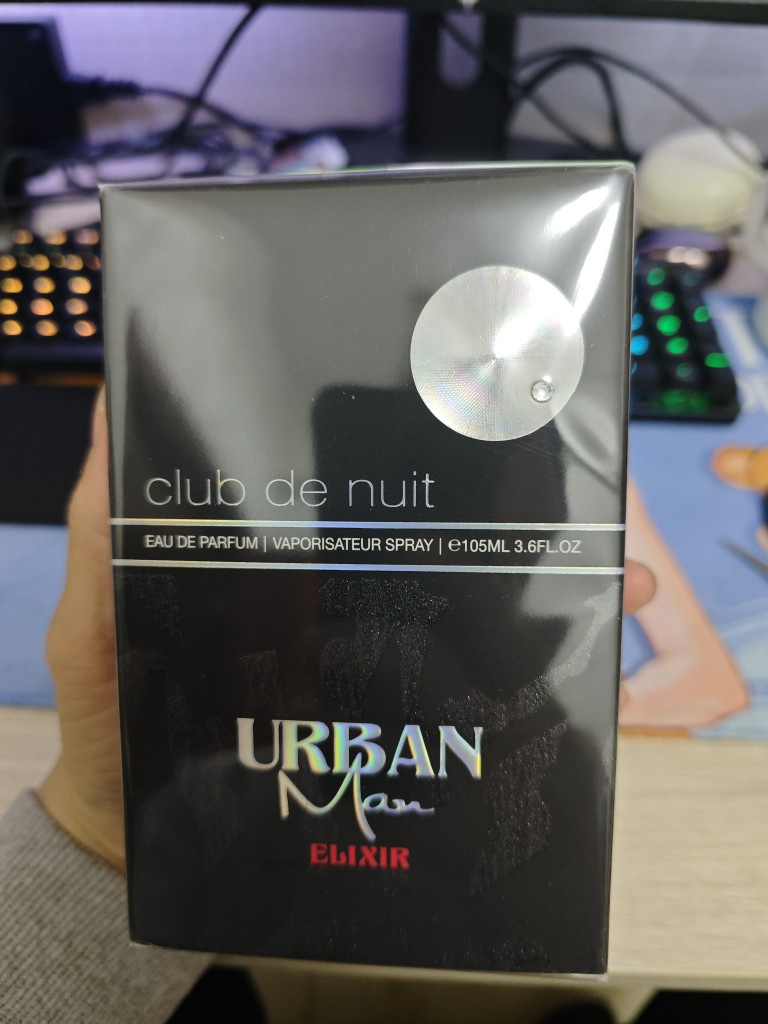 club de nuit
EAU DE PARFUM | VAPORISATEUR SPRAY | ℮105ML 3.6FL.OZ
URBAN
Man
ELIXIR